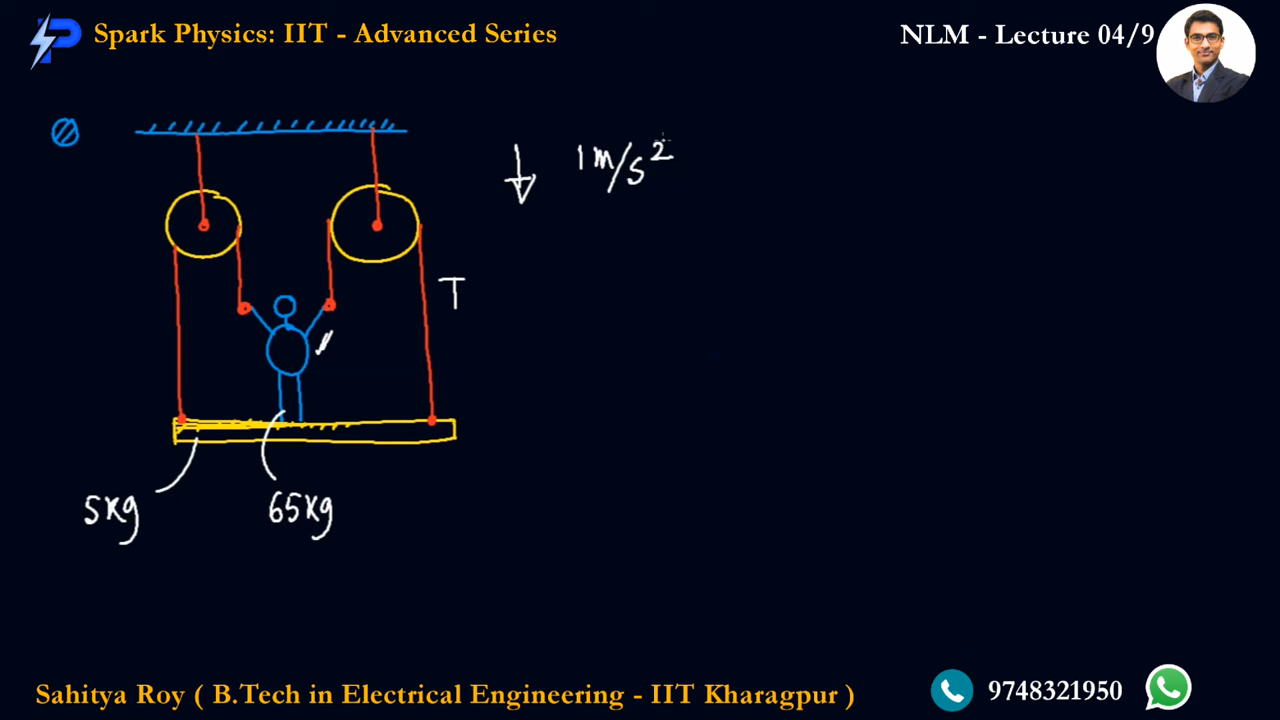 Spark Physics: IIT - Advanced Series
NLM - Lecture 04/9
1 m/s²
T
5kg
65kg
Sahitya Roy ( B.Tech in Electrical Engineering - IIT Kharagpur )
9748321950